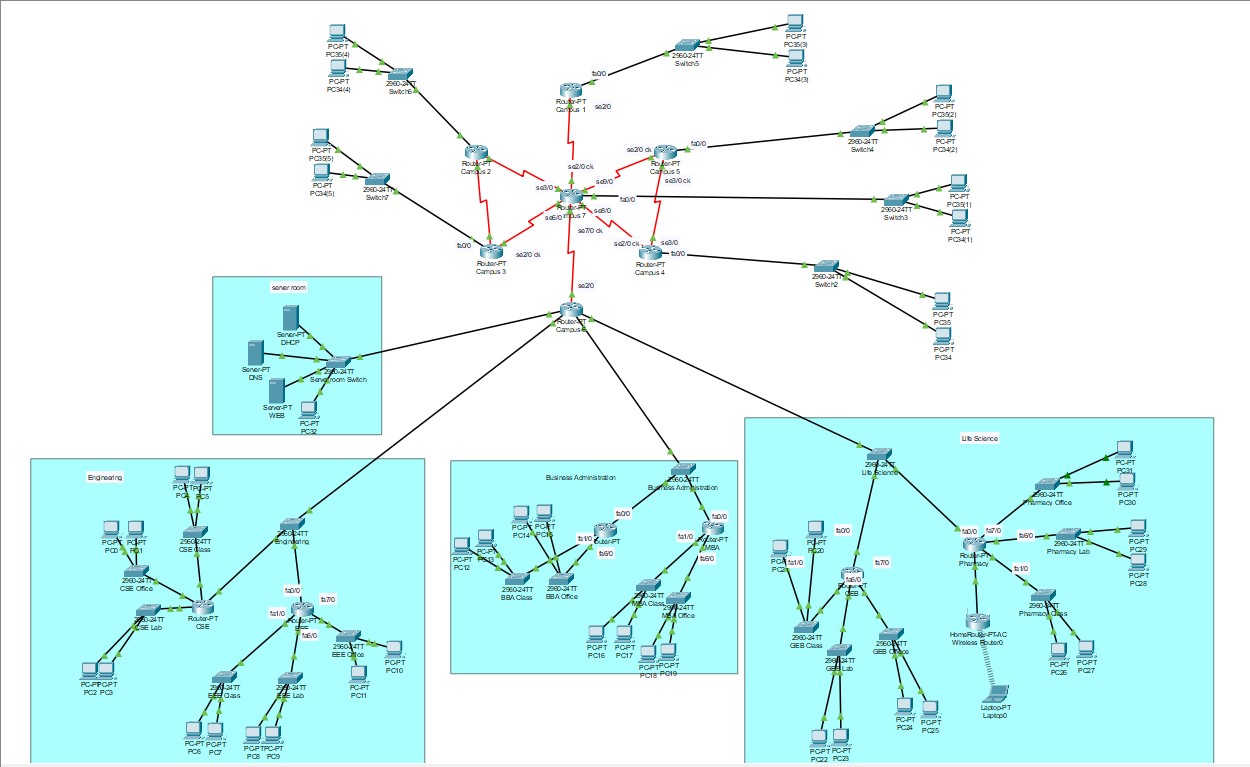 PC-PT
PC35(4)
PC-PT
PC34(4)
2960-24TT
Switch6
fa0/0
Router-PT
Campus 1
se2/0
2960-24TT
Switch5
PC-PT
PC35(3)
PC-PT
PC34(3)
PC-PT
PC35(2)
PC-PT
PC34(2)
2960-24TT
Switch4
fa0/0
se2/0 ck
Router-PT
Campus 5
se3/0 ck
PC-PT
PC35(5)
PC-PT
PC34(5)
2960-24TT
Switch7
Router-PT
Campus 2
se2/0 ck
se3/0
se9/0
Router-PT
Campus 7
fa0/0
se6/0
se8/0
se7/0 ck
2960-24TT
Switch3
PC-PT
PC35(1)
PC-PT
PC34(1)
fa0/0
Router-PT
Campus 3
se2/0 ck
se2/0 ck
se3/0
fa0/0
Router-PT
Campus 4
2960-24TT
Switch2
PC-PT
PC35
PC-PT
PC34
se2/0
Router-PT
server room
Server-PT
DHCP
Server-PT
DNS
Server-PT
WEB
2960-24TT
Serverroom Switch
PC-PT
PC32
Engineering
PC5
2960-24TT
CSE Class
PC-PT
2960-24TT
CSE Office
2960-24TT
CSE Lab
Router-PT
CSE
PC-PT
PC2
PC-PT
PC3
2960-24TT
Engineering
fa0/0
fa7/0
fa1/0
fa6/0
Router-PT
2960-24TT
EEE Office
PC-PT
PC10
PC-PT
PC11
2960-24TT
EEE Class
2960-24TT
EEE Lab
PC-PT
PC6
PC-PT
PC7
PC-PT
PC8
PC-PT
PC9
Business Administration
2960-24TT
Business Administration
fa0/0
fa1/0
fa6/0
Router-PT
PC-PT
PC14
PC-PT
PC15
PC-PT
PC12
PC-PT
PC13
2960-24TT
BBA Class
2960-24TT
BBA Office
fa0/0
fa1/0
fa6/0
Router-PT
MBA
2960-24TT
MBA Class
2960-24TT
MBA Office
PC-PT
PC16
PC-PT
PC17
PC-PT
PC18
PC-PT
PC19
Life Science
2960-24TT
Life Science
fa0/0
fa1/0
fa6/0
fa7/0
GEB
PC-PT
PC20
2960-24TT
GEB Class
2960-24TT
GEB Lab
2960-24TT
GEB Office
PC-PT
PC22
PC-PT
PC23
PC-PT
PC24
PC-PT
PC25
fa0/0
fa7/0
fa6/0
fa1/0
Router-PT
Pharmacy
2960-24TT
Pharmacy Office
PC-PT
PC31
PC-PT
PC30
2960-24TT
Pharmacy Lab
PC-PT
PC29
PC-PT
PC28
2960-24TT
Pharmacy Class
PC-PT
PC26
PC-PT
PC27
HomeRouter-PT-AC
Wireless Router0
Laptop-PT
Laptop0